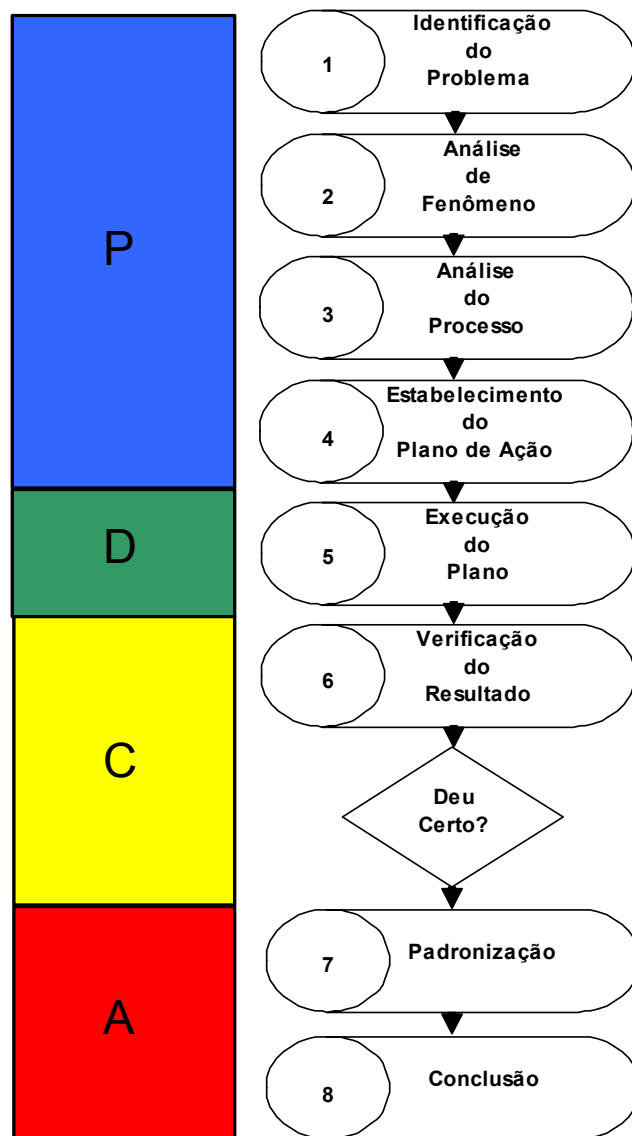 P
D
C
A
1
Identificação
do
Problema
2
Análise
de
Fenômeno
3
Análise
do
Processo
4
Estabelecimento
do
Plano de Ação
5
Execução
do
Plano
6
Verificação
do
Resultado
Deu
Certo?
7
Padronização
8
Conclusão